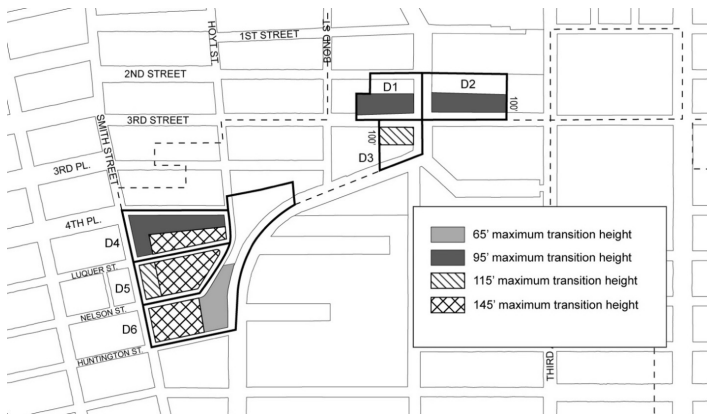 HOYT ST.
BOND ST.
1ST STREET
2ND STREET
D1
D2
100'
3RD STREET
SMITH STREET
100'
D3
3RD PL.
4TH PL.
D4
LUQUER ST.
D5
NELSON ST.
D6
HUNTINGTON ST.
THIRD
65' maximum transition height
95' maximum transition height
115' maximum transition height
145' maximum transition height